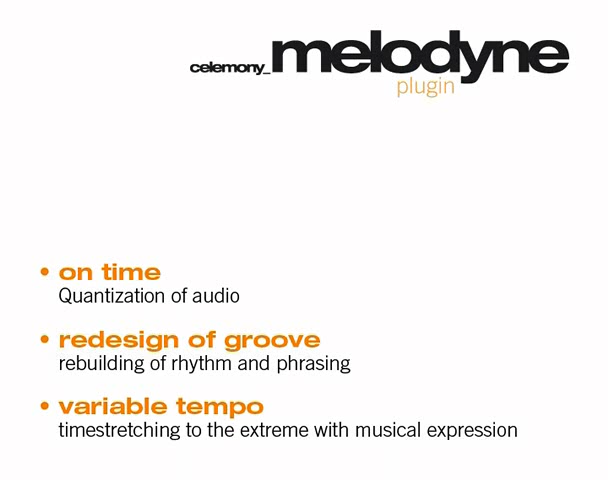 celemony_melodyne
plugin
• on time
Quantization of audio
• redesign of groove
rebuilding of rhythm and phrasing
• variable tempo
timestretching to the extreme with musical expression